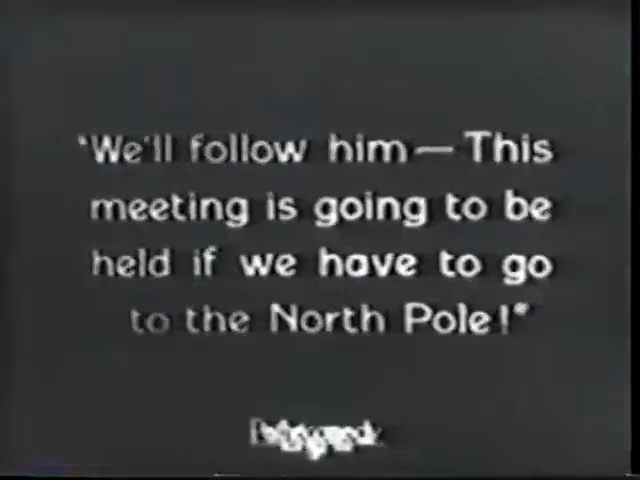 "We'll follow him — This
meeting is going to be
held if we have to go
to the North Pole!"